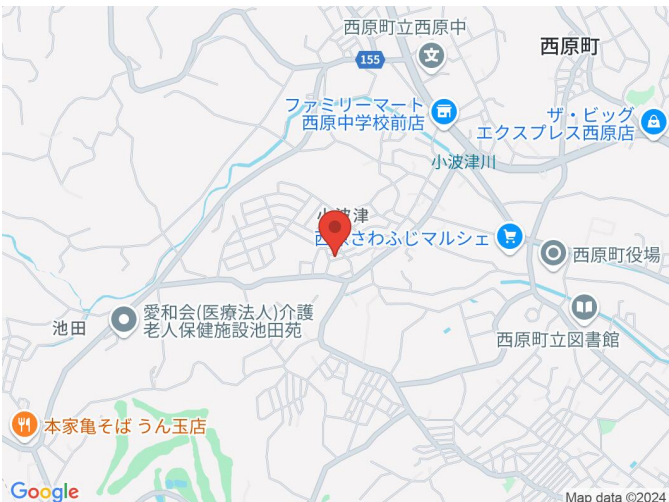 西原町立西原中
西原町
155
ファミリーマート
西原中学校前店
ザ・ビッグ
エクスプレス西原店
小波津川
小波津
さわふじマルシェ
西原町役場
愛和会(医療法人)介護
老人保健施設池田苑
池田
西原町立図書館
本家亀そば うん玉店
Google
Map data ©2024